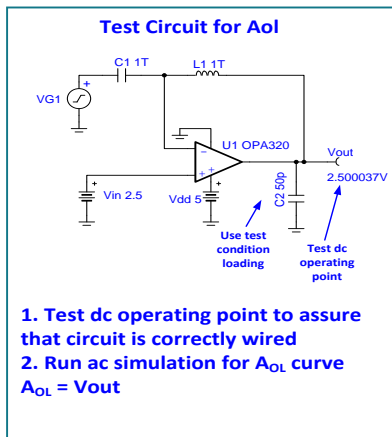 Test Circuit for Aol
C1 1T
L1 1T
+
VG1
-
+
+
U1 OPA320
Vout
2.500037V
C2 50p
+
Vin 2.5
+
Vdd 5
Use test
condition
loading
Test dc
operating
point
1. Test dc operating point to assure
that circuit is correctly wired
2. Run ac simulation for AOL curve
AOL = Vout